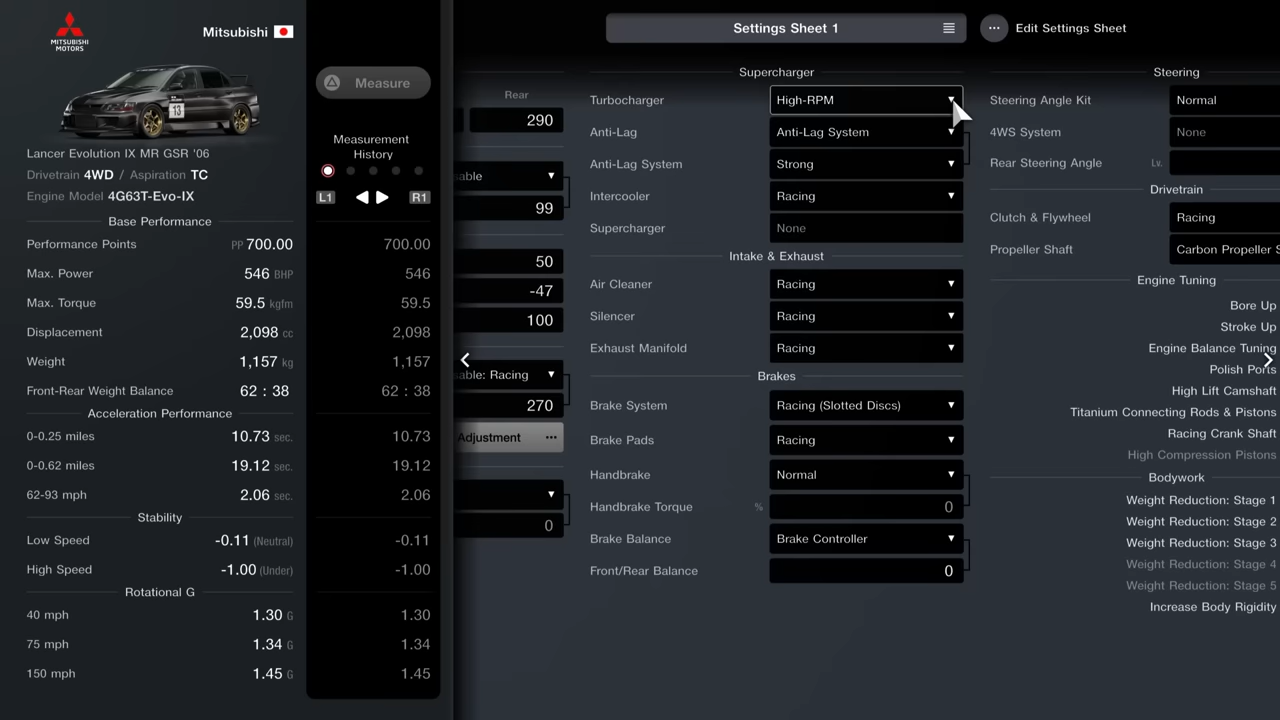 MITSUBISHI
MOTORS
Mitsubishi
13
Lancer Evolution IX MR GSR '06
Drivetrain 4WD / Aspiration TC
Engine Model 4G63T-Evo-IX
Base Performance
Performance Points PP 700.00
Max. Power 546 BHP
Max. Torque 59.5 kgfm
Displacement 2,098 cc
Weight 1,157 kg
Front-Rear Weight Balance 62 : 38
Acceleration Performance
0-0.25 miles 10.73 sec.
0-0.62 miles 19.12 sec.
62-93 mph 2.06 sec.
Stability
Low Speed -0.11 (Neutral)
High Speed -1.00 (Under)
Rotational G
40 mph 1.30 G
75 mph 1.34 G
150 mph 1.45 G
Measure
Measurement
History
L1 R1
700.00
546
59.5
2,098
1,157
62 : 38
10.73
19.12
2.06
-0.11
-1.00
1.30
1.34
1.45
Settings Sheet 1
Edit Settings Sheet
Rear
290
able
99
50
-47
100
able: Racing
270
Adjustment
0
Supercharger
Turbocharger High-RPM
Anti-Lag Anti-Lag System
Anti-Lag System Strong
Intercooler Racing
Supercharger None
Intake & Exhaust
Air Cleaner Racing
Silencer Racing
Exhaust Manifold Racing
Brakes
Brake System Racing (Slotted Discs)
Brake Pads Racing
Handbrake Normal
Handbrake Torque % 0
Brake Balance Brake Controller
Front/Rear Balance 0
Steering
Steering Angle Kit Normal
4WS System None
Rear Steering Angle Lv.
Drivetrain
Clutch & Flywheel Racing
Propeller Shaft Carbon Propeller S
Engine Tuning
Bore Up
Stroke Up
Engine Balance Tuning
Polish Ports
High Lift Camshaft
Titanium Connecting Rods & Pistons
Racing Crank Shaft
High Compression Pistons
Bodywork
Weight Reduction: Stage 1
Weight Reduction: Stage 2
Weight Reduction: Stage 3
Weight Reduction: Stage 4
Weight Reduction: Stage 5
Increase Body Rigidity